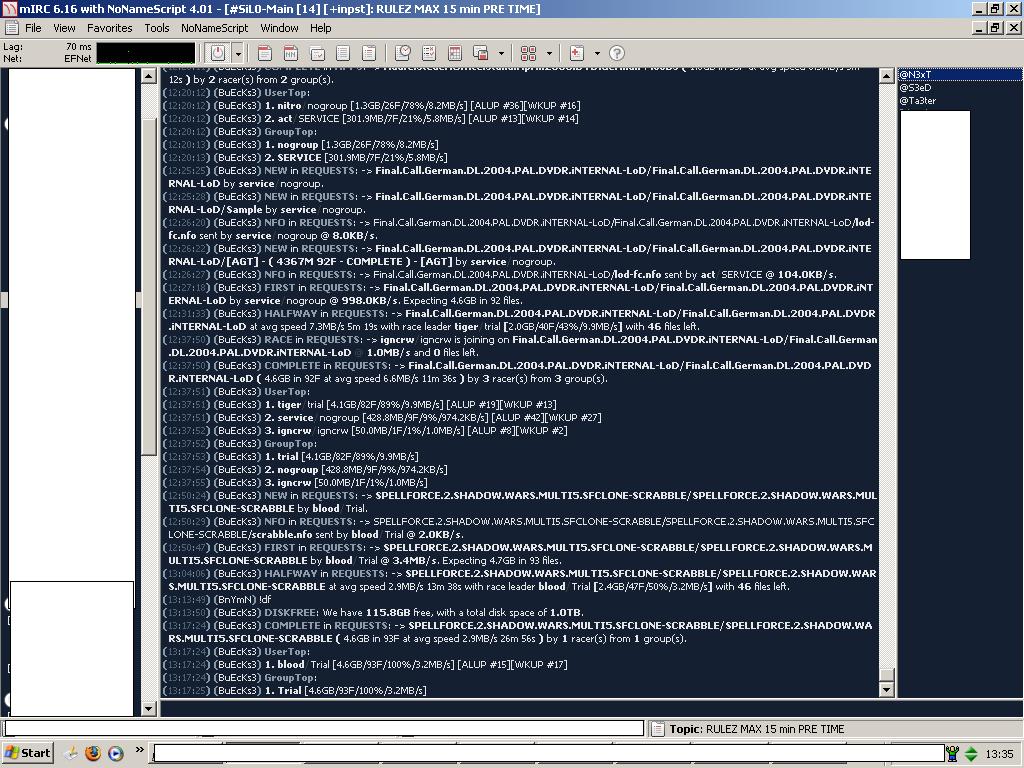 mIRC 6.16 with NoNameScript 4.01 - [#SiL0-Main [14] [+inpst]: RULEZ MAX 15 min PRE TIME]
File View Favorites Tools NoNameScript Window Help
Lag: 70 ms
Net: EFNet
12s ) by 2 racer(s) from 2 group(s).
(12:20:12) (BuEcKs3) UserTop:
(12:20:12) (BuEcKs3) 1. nitro/nogroup [1.3GB/26F/78%/8.2MB/s] [ALUP #36][WKUP #16]
(12:20:12) (BuEcKs3) 2. act/SERVICE [301.9MB/7F/21%/5.8MB/s] [ALUP #13][WKUP #14]
(12:20:12) (BuEcKs3) GroupTop:
(12:20:13) (BuEcKs3) 1. nogroup [1.3GB/26F/78%/8.2MB/s]
(12:20:13) (BuEcKs3) 2. SERVICE [301.9MB/7F/21%/5.8MB/s]
(12:25:25) (BuEcKs3) NEW in REQUESTS: -> Final.Call.German.DL.2004.PAL.DVDR.iNTERNAL-LoD/Final.Call.German.DL.2004.PAL.DVDR.iNTE
RNAL-LoD by service/nogroup.
(12:25:28) (BuEcKs3) NEW in REQUESTS: -> Final.Call.German.DL.2004.PAL.DVDR.iNTERNAL-LoD/Final.Call.German.DL.2004.PAL.DVDR.iNTE
RNAL-LoD/Sample by service/nogroup.
(12:26:20) (BuEcKs3) NFO in REQUESTS: -> Final.Call.German.DL.2004.PAL.DVDR.iNTERNAL-LoD/Final.Call.German.DL.2004.PAL.DVDR.iNTERNAL-LoD/lod-
fc.nfo sent by service/nogroup @ 8.0KB/s.
(12:26:22) (BuEcKs3) NEW in REQUESTS: -> Final.Call.German.DL.2004.PAL.DVDR.iNTERNAL-LoD/Final.Call.German.DL.2004.PAL.DVDR.iNTE
RNAL-LoD/[AGT] - ( 4367M 92F - COMPLETE ) - [AGT] by service/nogroup.
(12:26:27) (BuEcKs3) NFO in REQUESTS: -> Final.Call.German.DL.2004.PAL.DVDR.iNTERNAL-LoD/lod-fc.nfo sent by act/SERVICE @ 104.0KB/s.
(12:27:18) (BuEcKs3) FIRST in REQUESTS: -> Final.Call.German.DL.2004.PAL.DVDR.iNTERNAL-LoD/Final.Call.German.DL.2004.PAL.DVDR.iNT
ERNAL-LoD by service/nogroup @ 998.0KB/s. Expecting 4.6GB in 92 files.
(12:31:33) (BuEcKs3) HALFWAY in REQUESTS: -> Final.Call.German.DL.2004.PAL.DVDR.iNTERNAL-LoD/Final.Call.German.DL.2004.PAL.DVDR
.iNTERNAL-LoD at avg speed 7.3MB/s 5m 19s with race leader tiger/trial [2.0GB/40F/43%/9.9MB/s] with 46 files left.
(12:37:50) (BuEcKs3) RACE in REQUESTS: -> igncrw/igncrw is joining on Final.Call.German.DL.2004.PAL.DVDR.iNTERNAL-LoD/Final.Call.German
.DL.2004.PAL.DVDR.iNTERNAL-LoD @ 1.0MB/s and 0 files left.
(12:37:50) (BuEcKs3) COMPLETE in REQUESTS: -> Final.Call.German.DL.2004.PAL.DVDR.iNTERNAL-LoD/Final.Call.German.DL.2004.PAL.DVD
R.iNTERNAL-LoD ( 4.6GB in 92F at avg speed 6.6MB/s 11m 36s ) by 3 racer(s) from 3 group(s).
(12:37:51) (BuEcKs3) UserTop:
(12:37:51) (BuEcKs3) 1. tiger/trial [4.1GB/82F/89%/9.9MB/s] [ALUP #19][WKUP #13]
(12:37:51) (BuEcKs3) 2. service/nogroup [428.8MB/9F/9%/974.2KB/s] [ALUP #42][WKUP #27]
(12:37:51) (BuEcKs3) 3. igncrw/igncrw [50.0MB/1F/1%/1.0MB/s] [ALUP #8][WKUP #2]
(12:37:52) (BuEcKs3) GroupTop:
(12:37:53) (BuEcKs3) 1. trial [4.1GB/82F/89%/9.9MB/s]
(12:37:54) (BuEcKs3) 2. nogroup [428.8MB/9F/9%/974.2KB/s]
(12:37:55) (BuEcKs3) 3. igncrw [50.0MB/1F/1%/1.0MB/s]
(12:50:24) (BuEcKs3) NEW in REQUESTS: -> SPELLFORCE.2.SHADOW.WARS.MULTI5.SFCLONE-SCRABBLE/SPELLFORCE.2.SHADOW.WARS.MUL
TI5.SFCLONE-SCRABBLE by blood/Trial.
(12:50:29) (BuEcKs3) NFO in REQUESTS: -> SPELLFORCE.2.SHADOW.WARS.MULTI5.SFCLONE-SCRABBLE/SPELLFORCE.2.SHADOW.WARS.MULTI5.SFC
LONE-SCRABBLE/scrabble.nfo sent by blood/Trial @ 2.0KB/s.
(12:50:47) (BuEcKs3) FIRST in REQUESTS: -> SPELLFORCE.2.SHADOW.WARS.MULTI5.SFCLONE-SCRABBLE/SPELLFORCE.2.SHADOW.WARS.M
ULTI5.SFCLONE-SCRABBLE by blood/Trial @ 3.4MB/s. Expecting 4.7GB in 93 files.
(13:04:06) (BuEcKs3) HALFWAY in REQUESTS: -> SPELLFORCE.2.SHADOW.WARS.MULTI5.SFCLONE-SCRABBLE/SPELLFORCE.2.SHADOW.WAR
S.MULTI5.SFCLONE-SCRABBLE at avg speed 2.9MB/s 13m 38s with race leader blood/Trial [2.4GB/47F/50%/3.2MB/s] with 46 files left.
(13:13:49) (BnYmN) !df
(13:13:50) (BuEcKs3) DISKFREE: We have 115.8GB free, with a total disk space of 1.0TB.
(13:17:24) (BuEcKs3) COMPLETE in REQUESTS: -> SPELLFORCE.2.SHADOW.WARS.MULTI5.SFCLONE-SCRABBLE/SPELLFORCE.2.SHADOW.WA
RS.MULTI5.SFCLONE-SCRABBLE ( 4.6GB in 93F at avg speed 2.9MB/s 26m 56s ) by 1 racer(s) from 1 group(s).
(13:17:24) (BuEcKs3) UserTop:
(13:17:24) (BuEcKs3) 1. blood/Trial [4.6GB/93F/100%/3.2MB/s] [ALUP #15][WKUP #17]
(13:17:24) (BuEcKs3) GroupTop:
(13:17:25) (BuEcKs3) 1. Trial [4.6GB/93F/100%/3.2MB/s]
@N3xT
@S3eD
@Ta3ter
Topic: RULEZ MAX 15 min PRE TIME
Start
13:35